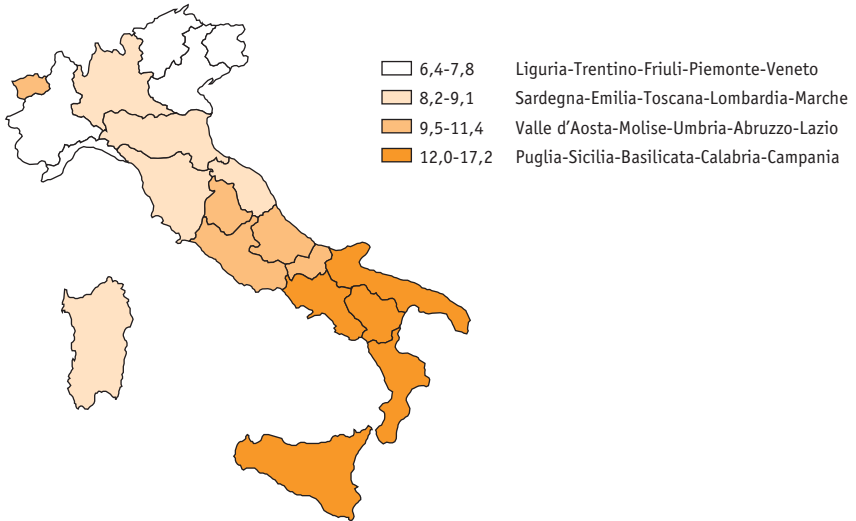 6,4-7,8 Liguria-Trentino-Friuli-Piemonte-Veneto
8,2-9,1 Sardegna-Emilia-Toscana-Lombardia-Marche
9,5-11,4 Valle d'Aosta-Molise-Umbria-Abruzzo-Lazio
12,0-17,2 Puglia-Sicilia-Basilicata-Calabria-Campania